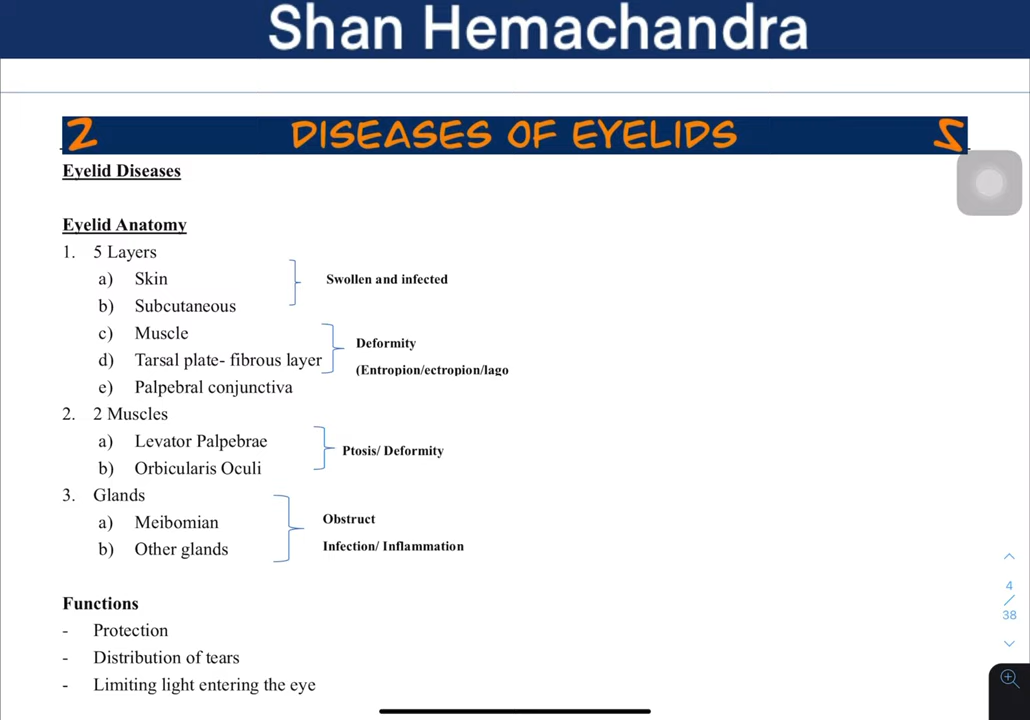 Shan Hemachandra
2 DISEASES OF EYELIDS 5
Eyelid Diseases
Eyelid Anatomy
1. 5 Layers
a) Skin
b) Subcutaneous
Swollen and infected
c) Muscle
d) Tarsal plate- fibrous layer
e) Palpebral conjunctiva
Deformity
(Entropion/ectropion/lago
2. 2 Muscles
a) Levator Palpebrae
b) Orbicularis Oculi
Ptosis/ Deformity
3. Glands
a) Meibomian
b) Other glands
Obstruct
Infection/ Inflammation
Functions
- Protection
- Distribution of tears
- Limiting light entering the eye
4
/
38